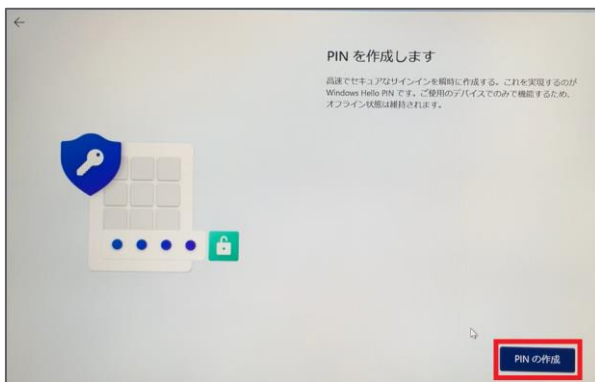 PIN を作成します
高速でセキュアなサインインを瞬時に作成する。これを実現するのが
Windows Hello PIN です。ご使用のデバイスでのみで機能するため、
オフライン状態は維持されます。
PIN の作成